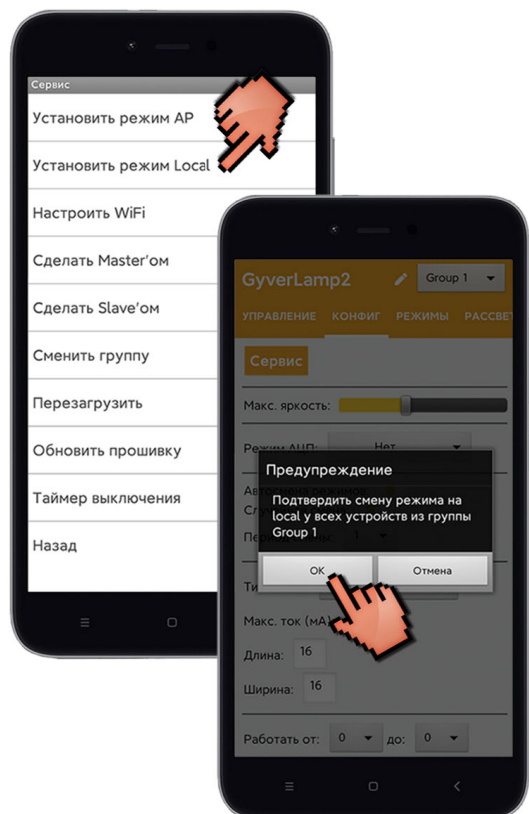 Сервис
Установить режим AP
Установить режим Local
Настроить WiFi
Сделать Master'ом
Сделать Slave'ом
Сменить группу
Перезагрузить
Обновить прошивку
Таймер выключения
Назад
GyverLamp2
Group 1
УПРАВЛЕНИЕ КОНФИГ РЕЖИМЫ РАССВЕТ
Сервис
Макс. яркость:
Режим АЦП: Нет
Предупреждение
Подтвердить смену режима на
local у всех устройств из группы
Group 1
ОК Отмена
Макс. ток (мА)
Длина: 16
Ширина: 16
Работать от: 0 до: 0